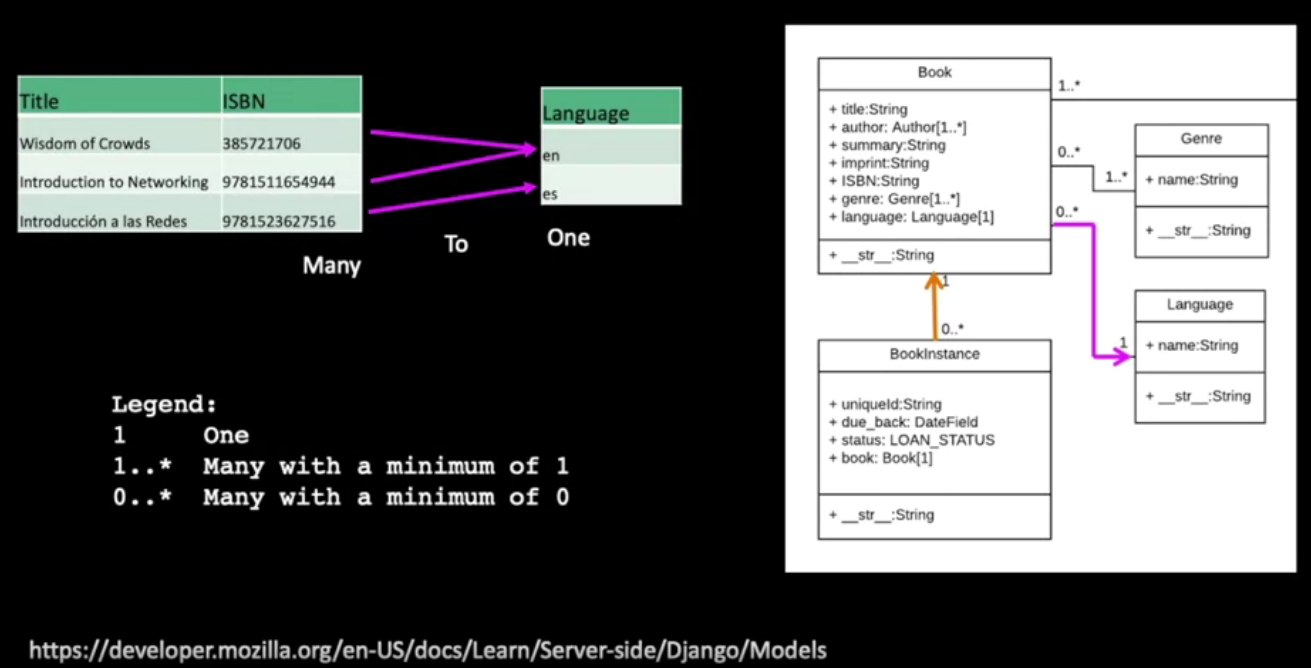 Title ISBN
Wisdom of Crowds 385721706
Introduction to Networking 9781511654944
Introducción a las Redes 9781523627516
Many
To
One
Language
en
es
Legend:
1 One
1..* Many with a minimum of 1
0..* Many with a minimum of 0
Book
+ title:String
+ author: Author[1..*]
+ summary:String
+ imprint:String
+ ISBN:String
+ genre: Genre[1..*]
+ language: Language[1]
+ __str__:String
1..*
0..*
1..*
0..*
1
Genre
+ name:String
+ __str__:String
Language
+ name:String
+ __str__:String
1
0..*
BookInstance
+ uniqueId:String
+ due_back: DateField
+ status: LOAN_STATUS
+ book: Book[1]
+ __str__:String
https://developer.mozilla.org/en-US/docs/Learn/Server-side/Django/Models